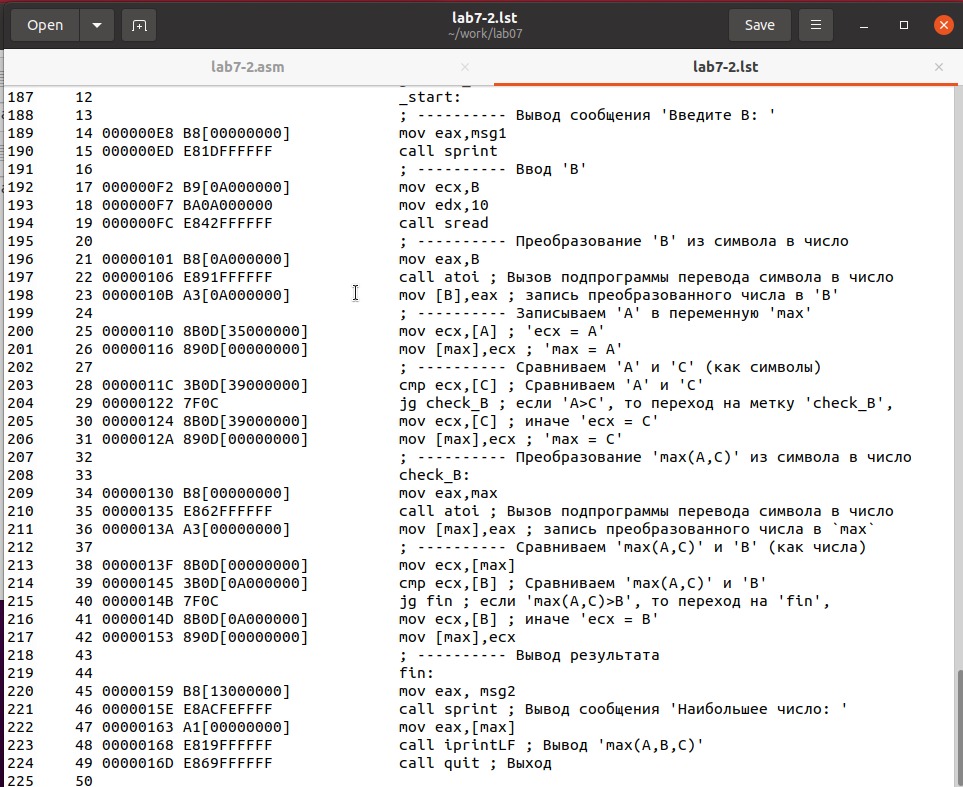 Open
lab7-2.lst
~/work/lab07
Save
lab7-2.asm
lab7-2.lst
187 12 _start:
188 13 ; ---------- Вывод сообщения 'Введите B: '
189 14 000000E8 B8[00000000] mov eax,msg1
190 15 000000ED E81DFFFFFF call sprint
191 16 ; ---------- Ввод 'B'
192 17 000000F2 B9[0A000000] mov ecx,B
193 18 000000F7 BA0A000000 mov edx,10
194 19 000000FC E842FFFFFF call sread
195 20 ; ---------- Преобразование 'B' из символа в число
196 21 00000101 B8[0A000000] mov eax,B
197 22 00000106 E891FFFFFF call atoi ; Вызов подпрограммы перевода символа в число
198 23 0000010B A3[0A000000] mov [B],eax ; запись преобразованного числа в 'B'
199 24 ; ---------- Записываем 'A' в переменную 'max'
200 25 00000110 8B0D[35000000] mov ecx,[A] ; 'ecx = A'
201 26 00000116 890D[00000000] mov [max],ecx ; 'max = A'
202 27 ; ---------- Сравниваем 'A' и 'С' (как символы)
203 28 0000011C 3B0D[39000000] cmp ecx,[C] ; Сравниваем 'A' и 'С'
204 29 00000122 7F0C jg check_B ; если 'A>C', то переход на метку 'check_B',
205 30 00000124 8B0D[39000000] mov ecx,[C] ; иначе 'ecx = C'
206 31 0000012A 890D[00000000] mov [max],ecx ; 'max = C'
207 32 ; ---------- Преобразование 'max(A,C)' из символа в число
208 33 check_B:
209 34 00000130 B8[00000000] mov eax,max
210 35 00000135 E862FFFFFF call atoi ; Вызов подпрограммы перевода символа в число
211 36 0000013A A3[00000000] mov [max],eax ; запись преобразованного числа в `max`
212 37 ; ---------- Сравниваем 'max(A,C)' и 'B' (как числа)
213 38 0000013F 8B0D[00000000] mov ecx,[max]
214 39 00000145 3B0D[0A000000] cmp ecx,[B] ; Сравниваем 'max(A,C)' и 'B'
215 40 0000014B 7F0C jg fin ; если 'max(A,C)>B', то переход на 'fin',
216 41 0000014D 8B0D[0A000000] mov ecx,[B] ; иначе 'ecx = B'
217 42 00000153 890D[00000000] mov [max],ecx
218 43 ; ---------- Вывод результата
219 44 fin:
220 45 00000159 B8[13000000] mov eax, msg2
221 46 0000015E E8ACFEFFFF call sprint ; Вывод сообщения 'Наибольшее число: '
222 47 00000163 A1[00000000] mov eax,[max]
223 48 00000168 E819FFFFFF call iprintLF ; Вывод 'max(A,B,C)'
224 49 0000016D E869FFFFFF call quit ; Выход
225 50